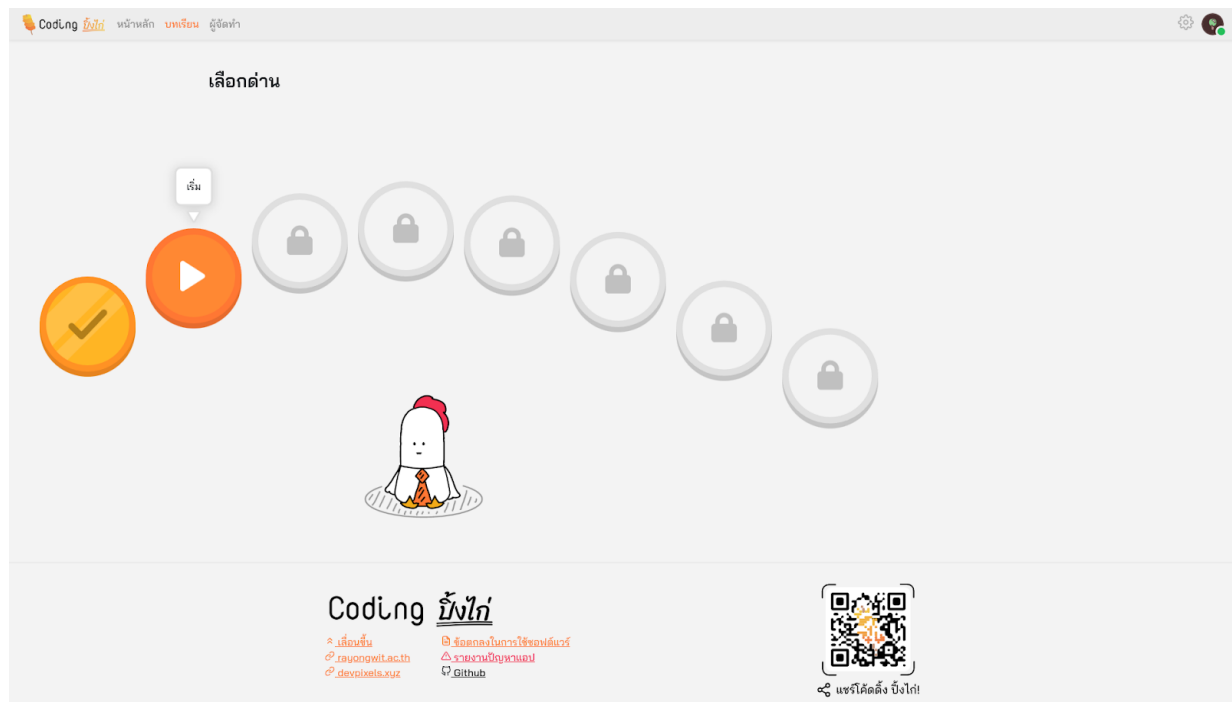 Coding ปิ้งไก่ หน้าหลัก บทเรียน ผู้จัดทำ
เลือกด่าน
เริ่ม
Coding ปิ้งไก่
เลื่อนขึ้น ข้อตกลงในการใช้ซอฟต์แวร์
rayongwit.ac.th รายงานปัญหาแอป
devpixels.xyz Github
แชร์โค้ดดิ้ง ปิ้งไก่!